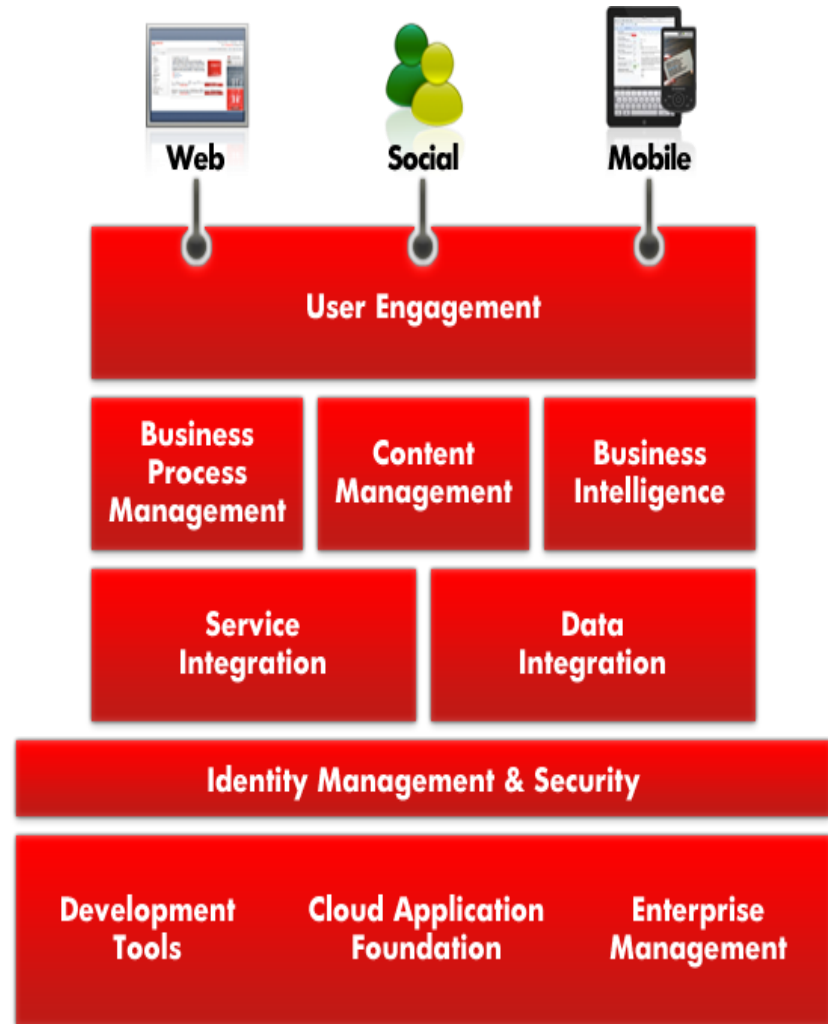 Web
Social
Mobile
User Engagement
Business
Process
Management
Content
Management
Business
Intelligence
Service
Integration
Data
Integration
Identity Management & Security
Development
Tools
Cloud Application
Foundation
Enterprise
Management